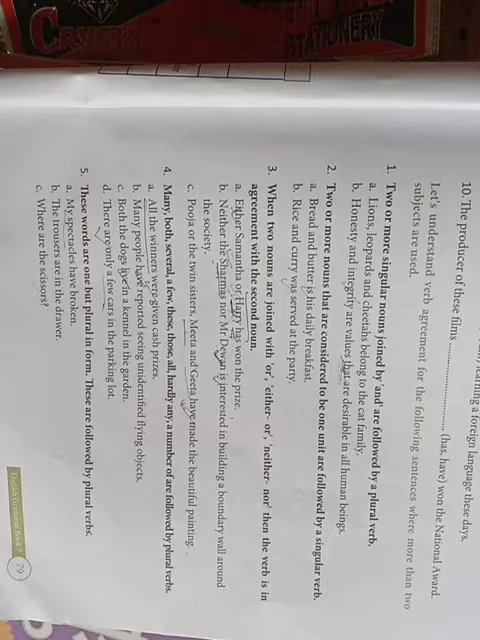 CRYSTAL
STATIONERY
learning a foreign language these days.
10. The producer of these films .............................. (has, have) won the National Award.
Let's understand verb agreement for the following sentences where more than two
subjects are used.
1. Two or more singular nouns joined by 'and' are followed by a plural verb.
a. Lions, leopards and cheetahs belong to the cat family.
b. Honesty and integrity are values that are desirable in all human beings.
2. Two or more nouns that are considered to be one unit are followed by a singular verb.
a. Bread and butter is his daily breakfast.
b. Rice and curry was served at the party.
3. When two nouns are joined with 'or', 'either- or', 'neither- nor' then the verb is in
agreement with the second noun.
a. Either Samantha or Harry has won the prize.
b. Neither the Sharmas nor Mr Dewan is interested in building a boundary wall around
the society.
c. Pooja or the twin sisters, Meeta and Geeta have made the beautiful painting.
4. Many, both, several, a few, these, those, all, hardly any, a number of are followed by plural verbs.
a. All the winners were given cash prizes.
b. Many people have reported seeing unidentified flying objects.
c. Both the dogs live in a kennel in the garden.
d. There are only a few cars in the parking lot.
5. These words are one but plural in form. These are followed by plural verbs.
a. My spectacles have broken.
b. The trousers are in the drawer.
c. Where are the scissors?
English Grammar Book 7
79